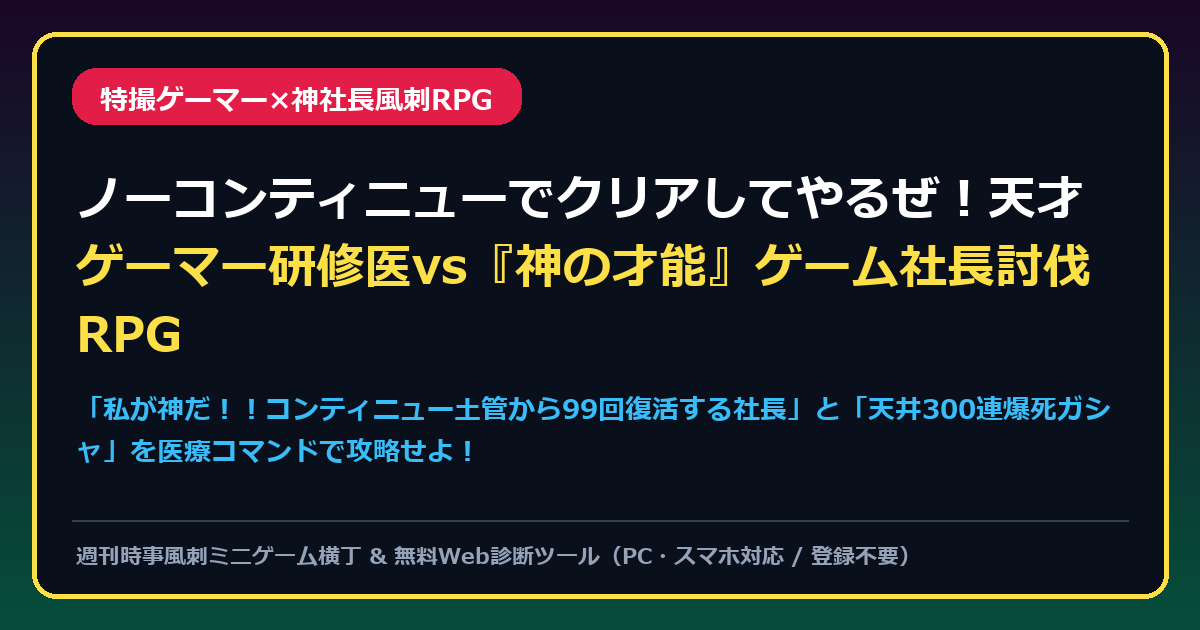 特撮ゲーマー×神社長風刺RPG
ノーコンティニューでクリアしてやるぜ！天才
ゲーマー研修医vs『神の才能』ゲーム社長討伐
RPG
「私が神だ！！コンティニュー土管から99回復活する社長」と「天井300連爆死ガシ
ャ」を医療コマンドで攻略せよ！
週刊時事風刺ミニゲーム横丁 & 無料Web診断ツール（PC・スマホ対応 / 登録不要）